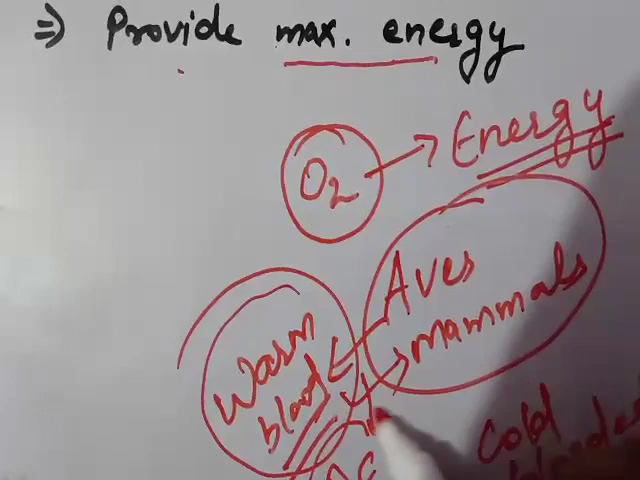 ⇒ Provide max. energy
O2 → Energy
Aves
mammals
Warm
blood
cold